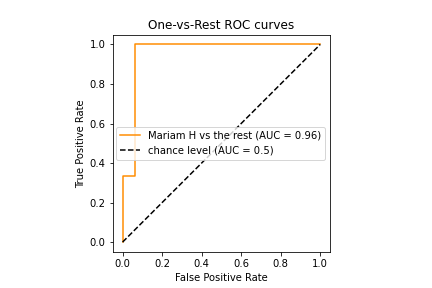 One-vs-Rest ROC curves
True Positive Rate
1.0
0.8
0.6
0.4
0.2
0.0
Mariam H vs the rest (AUC = 0.96)
chance level (AUC = 0.5)
0.0 0.2 0.4 0.6 0.8 1.0
False Positive Rate